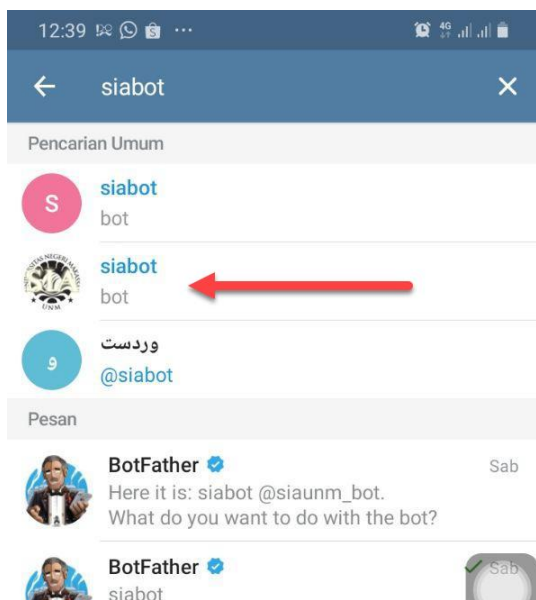 12:39
4G
siabot
Pencarian Umum
S
siabot
bot
siabot
bot
UNM
وردست
و
@siabot
Pesan
BotFather
Sab
Here it is: siabot @siaunm_bot.
What do you want to do with the bot?
BotFather
Sab
siabot